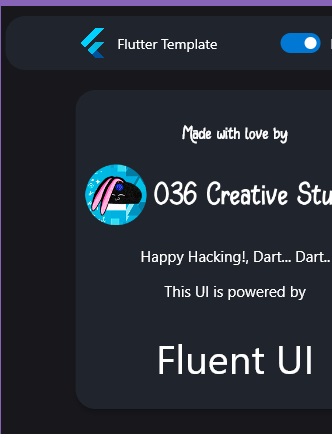 Flutter Template
Made with love by
036 Creative Stu
Happy Hacking!, Dart... Dart..
This UI is powered by
Fluent UI